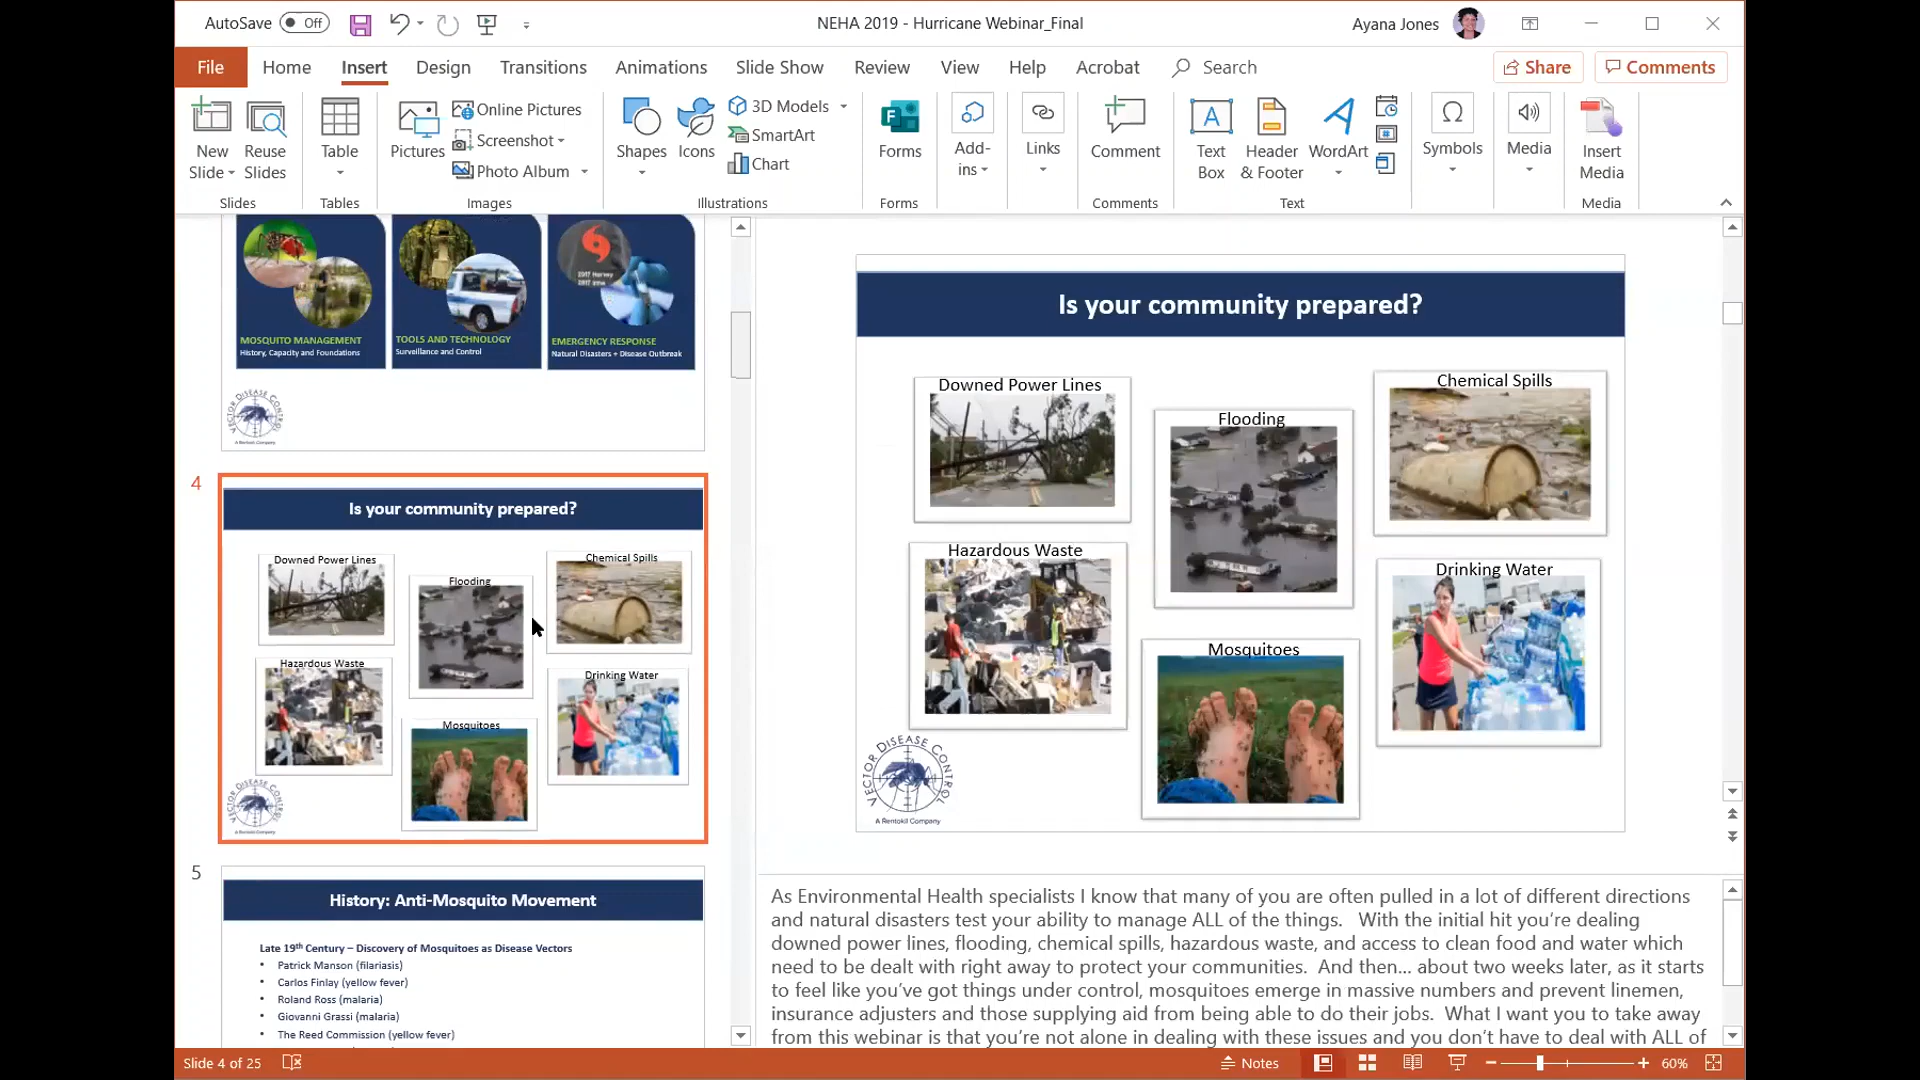 AutoSave Off
NEHA 2019 - Hurricane Webinar_Final
Ayana Jones
File Home Insert Design Transitions Animations Slide Show Review View Help Acrobat Search
Share Comments
New Slide
Reuse Slides
Slides
Table
Tables
Pictures
Online Pictures
Screenshot
Photo Album
Images
Shapes
Icons
3D Models
SmartArt
Chart
Illustrations
Forms
Forms
Add-ins
Links
Comment
Comments
Text Box
Header & Footer
WordArt
Text
Symbols
Media
Insert Media
Media
2017 Harvey
MOSQUITO MANAGEMENT
History, Capacity and Foundations
TOOLS AND TECHNOLOGY
Surveillance and Control
EMERGENCY RESPONSE
Natural Disasters + Disease Outbreak
VECTOR DISEASE CONTROL
A Rentokil Company
4
Is your community prepared?
Downed Power Lines
Flooding
Chemical Spills
Hazardous Waste
Mosquitoes
Drinking Water
VECTOR DISEASE CONTROL
A Rentokil Company
5
History: Anti-Mosquito Movement
Late 19th Century – Discovery of Mosquitoes as Disease Vectors
• Patrick Manson (filariasis)
• Carlos Finlay (yellow fever)
• Roland Ross (malaria)
• Giovanni Grassi (malaria)
• The Reed Commission (yellow fever)
Is your community prepared?
Downed Power Lines
Flooding
Chemical Spills
Hazardous Waste
Mosquitoes
Drinking Water
VECTOR DISEASE CONTROL
A Rentokil Company
As Environmental Health specialists I know that many of you are often pulled in a lot of different directions
and natural disasters test your ability to manage ALL of the things. With the initial hit you're dealing
downed power lines, flooding, chemical spills, hazardous waste, and access to clean food and water which
need to be dealt with right away to protect your communities. And then... about two weeks later, as it starts
to feel like you've got things under control, mosquitoes emerge in massive numbers and prevent linemen,
insurance adjusters and those supplying aid from being able to do their jobs. What I want you to take away
from this webinar is that you're not alone in dealing with these issues and you don't have to deal with ALL of
Slide 4 of 25
Notes
60%